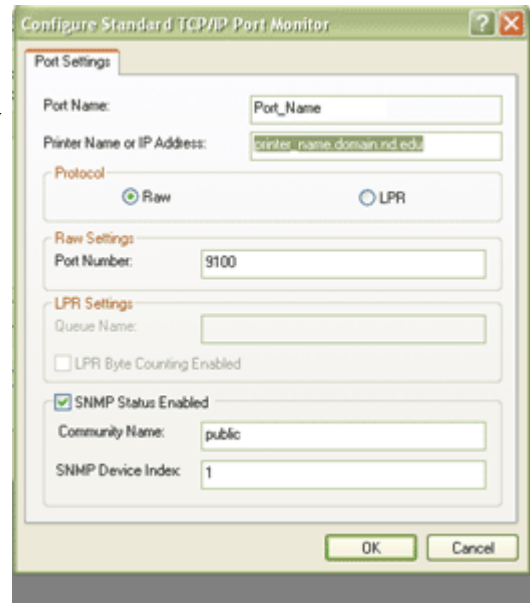 Configure Standard TCP/IP Port Monitor
Port Settings
Port Name: Port_Name
Printer Name or IP Address: printer_name.domain.nd.edu
Protocol
Raw LPR
Raw Settings
Port Number: 9100
LPR Settings
Queue Name:
LPR Byte Counting Enabled
SNMP Status Enabled
Community Name: public
SNMP Device Index: 1
OK Cancel